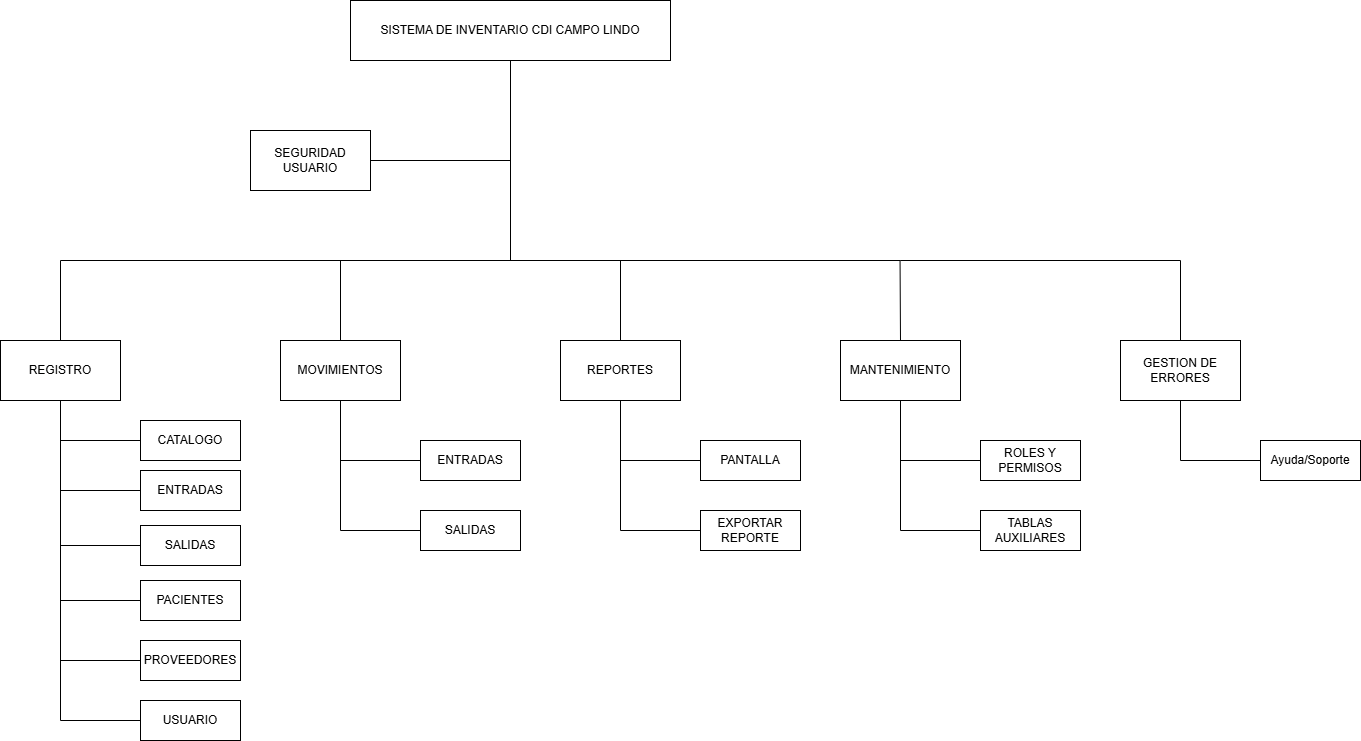 SISTEMA DE INVENTARIO CDI CAMPO LINDO
SEGURIDAD
USUARIO
REGISTRO
MOVIMIENTOS
REPORTES
MANTENIMIENTO
GESTION DE
ERRORES
CATALOGO
ENTRADAS
SALIDAS
PACIENTES
PROVEEDORES
USUARIO
ENTRADAS
SALIDAS
PANTALLA
EXPORTAR
REPORTE
ROLES Y
PERMISOS
TABLAS
AUXILIARES
Ayuda/Soporte